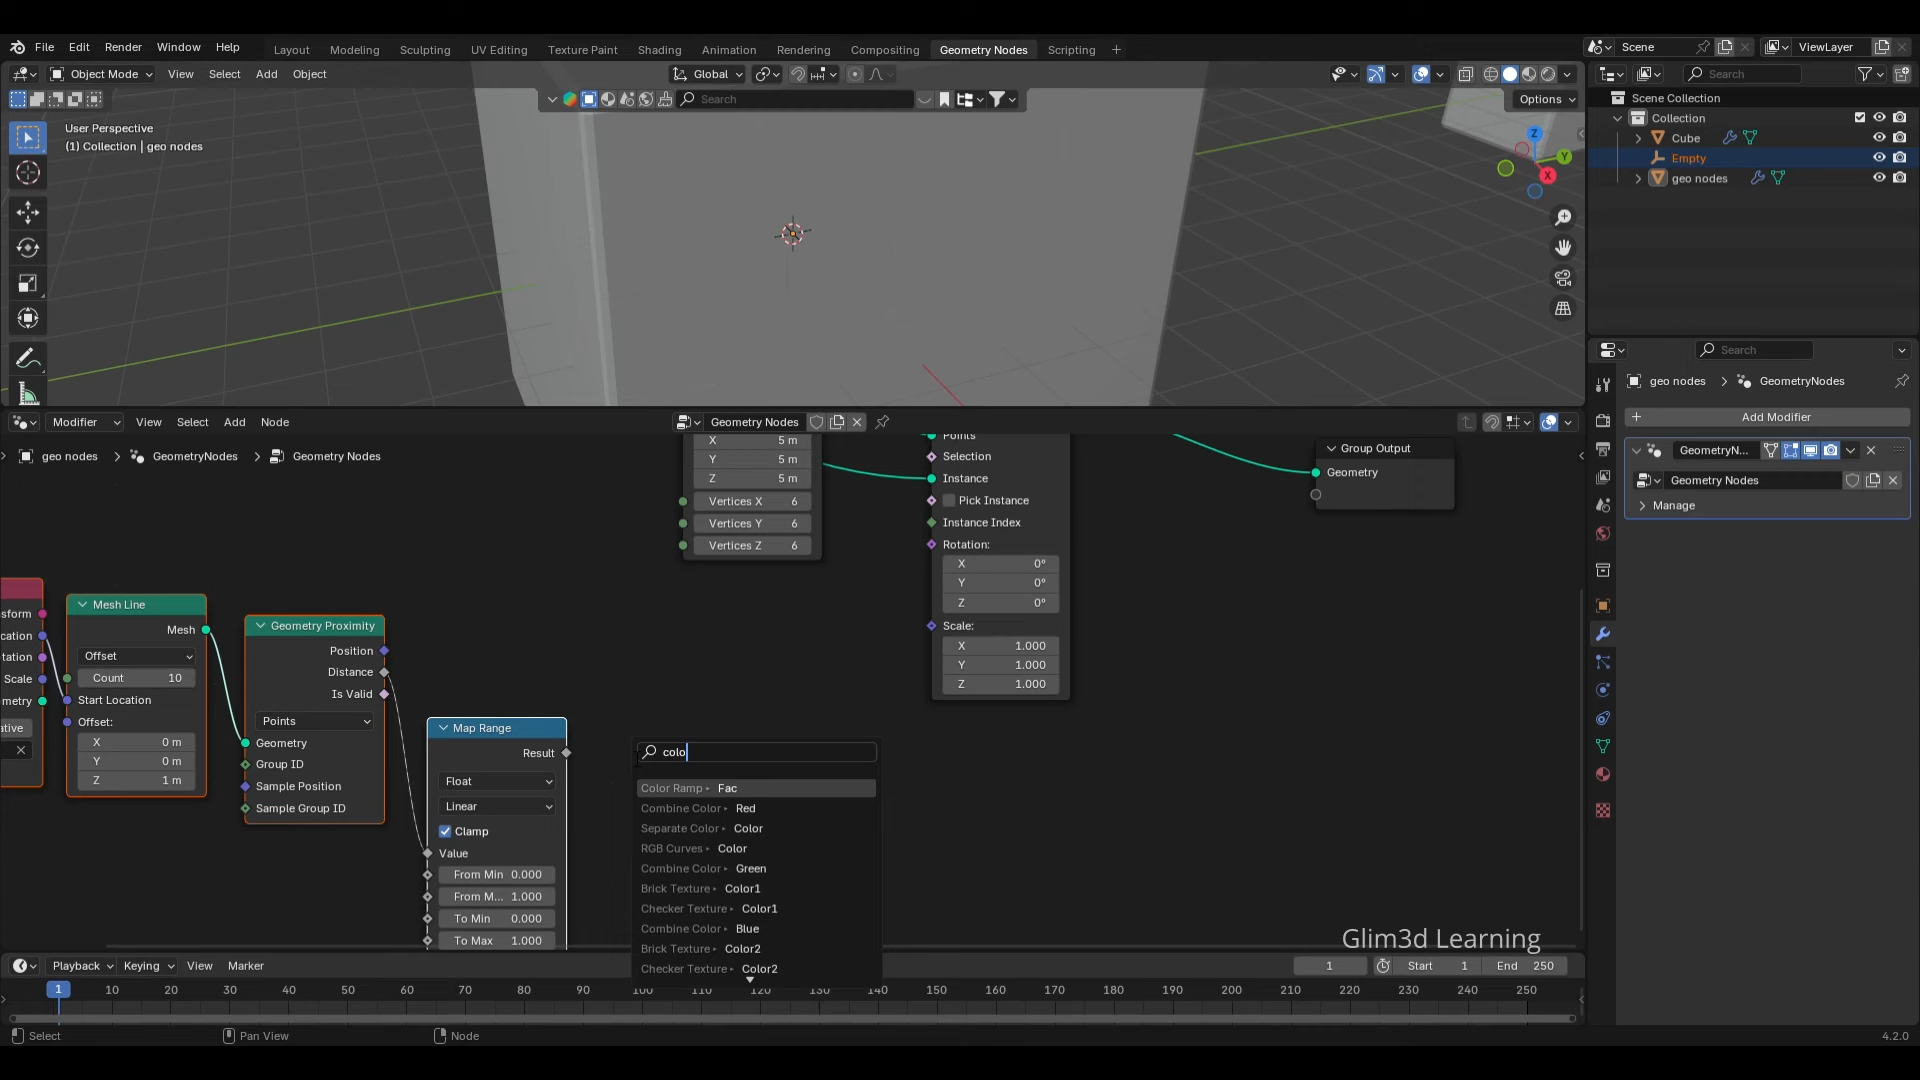 File Edit Render Window Help Layout Modeling Sculpting UV Editing Texture Paint Shading Animation Rendering Compositing Geometry Nodes Scripting + Scene ViewLayer
Object Mode View Select Add Object Global Search
Search Options
User Perspective
(1) Collection | geo nodes
Z
Y
X
Scene Collection
Collection
Cube
Empty
geo nodes
Search
geo nodes > GeometryNodes
+ Add Modifier
GeometryN...
Geometry Nodes
Manage
Modifier View Select Add Node Geometry Nodes
geo nodes > GeometryNodes > Geometry Nodes
X 5 m
Y 5 m
Z 5 m
Vertices X 6
Vertices Y 6
Vertices Z 6
Points
Selection
Instance
Pick Instance
Instance Index
Rotation:
X 0°
Y 0°
Z 0°
Scale:
X 1.000
Y 1.000
Z 1.000
Group Output
Geometry
sform
cation
tation
Scale
metry
ative
Mesh Line
Mesh
Offset
Count 10
Start Location
Offset:
X 0 m
Y 0 m
Z 1 m
Geometry Proximity
Position
Distance
Is Valid
Points
Geometry
Group ID
Sample Position
Sample Group ID
Map Range
Result
Float
Linear
Clamp
Value
From Min 0.000
From M... 1.000
To Min 0.000
To Max 1.000
colo
Color Ramp ▸ Fac
Combine Color ▸ Red
Separate Color ▸ Color
RGB Curves ▸ Color
Combine Color ▸ Green
Brick Texture ▸ Color1
Checker Texture ▸ Color1
Combine Color ▸ Blue
Brick Texture ▸ Color2
Checker Texture ▸ Color2
Glim3d Learning
Playback Keying View Marker 1 Start 1 End 250
1 10 20 30 40 50 60 70 80 90 100 110 120 130 140 150 160 170 180 190 200 210 220 230 240 250
Select Pan View Node 4.2.0